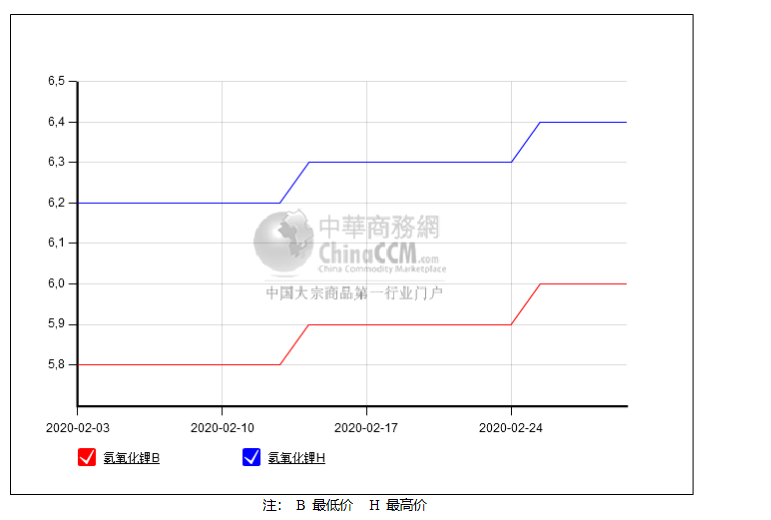 6,5
6,4
6,3
6,2
6,1
6,0
5,9
5,8
中華商務網
ChinaCCM.com
China Commodity Marketplace
中国大宗商品第一行业门户
2020-02-03 2020-02-10 2020-02-17 2020-02-24
氢氧化锂B 氢氧化锂H
注： B 最低价 H 最高价